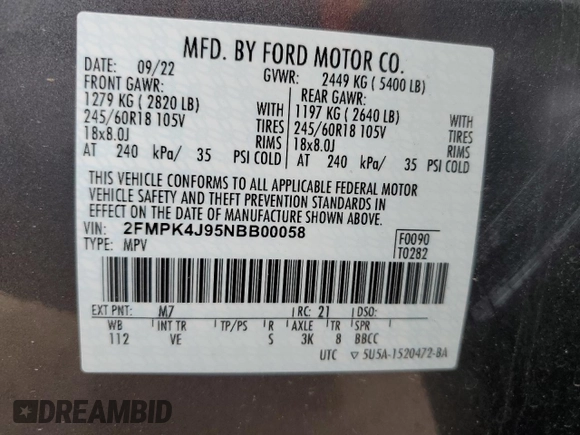 MFD. BY FORD MOTOR CO.
DATE: 09/22 GVWR: 2449 KG ( 5400 LB)
FRONT GAWR: REAR GAWR:
1279 KG ( 2820 LB) 1197 KG ( 2640 LB)
245/60R18 105V WITH TIRES 245/60R18 105V WITH TIRES
18x8.0J RIMS 18x8.0J RIMS
AT 240 kPa/ 35 PSI COLD AT 240 kPa/ 35 PSI COLD
THIS VEHICLE CONFORMS TO ALL APPLICABLE FEDERAL MOTOR
VEHICLE SAFETY AND THEFT PREVENTION STANDARDS IN
EFFECT ON THE DATE OF MANUFACTURE SHOWN ABOVE.
VIN: 2FMPK4J95NBB00058 F0090
TYPE: MPV T0282
EXT PNT: M7 RC: 21 DSO:
WB INT TR TP/PS R AXLE TR SPR
112 VE S 3K 8 BBCC
UTC ▽ 5U5A-1520472-BA
DREAMBID